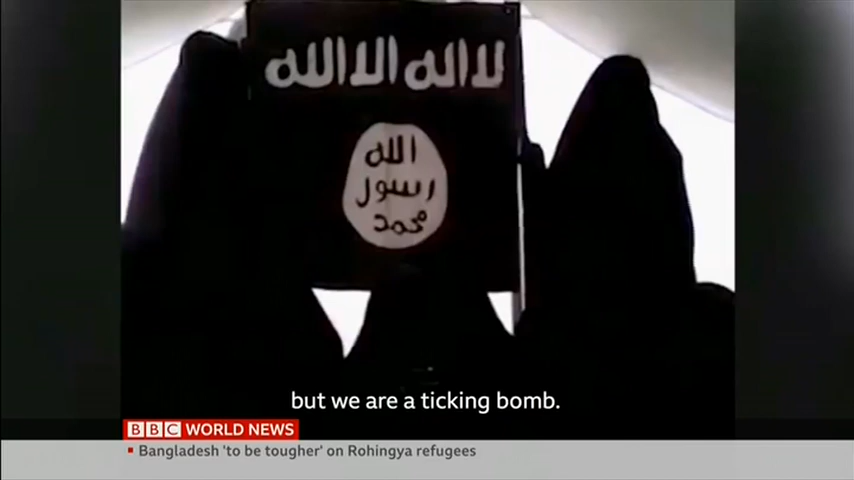 لا اله الا الله
الله
رسول
محمد
but we are a ticking bomb.
BBC WORLD NEWS
Bangladesh 'to be tougher' on Rohingya refugees